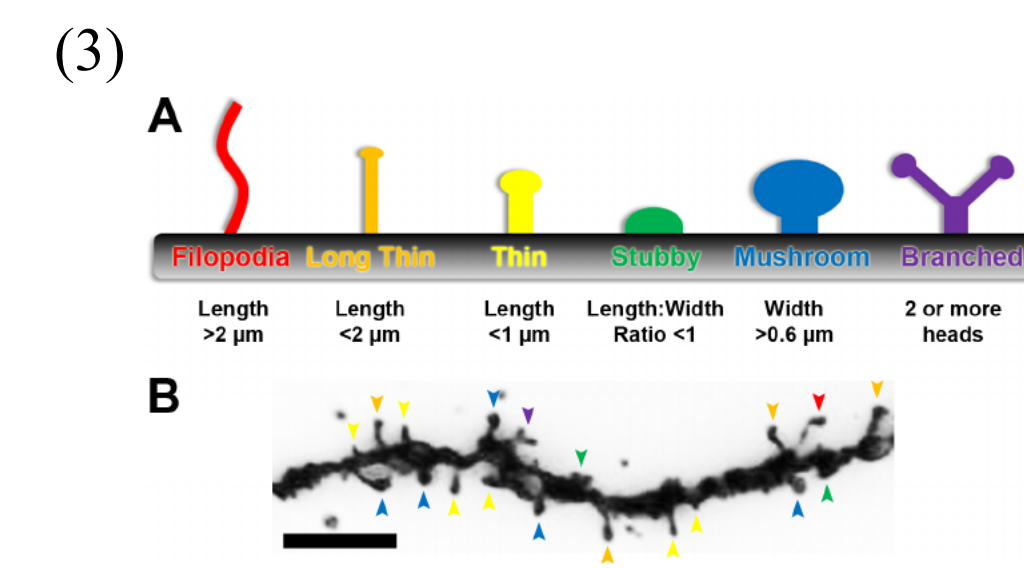 (3)
A
Filopodia Long Thin Thin Stubby Mushroom Branched
Length Length Length Length:Width Width 2 or more
>2 μm <2 μm <1 μm Ratio <1 >0.6 μm heads
B